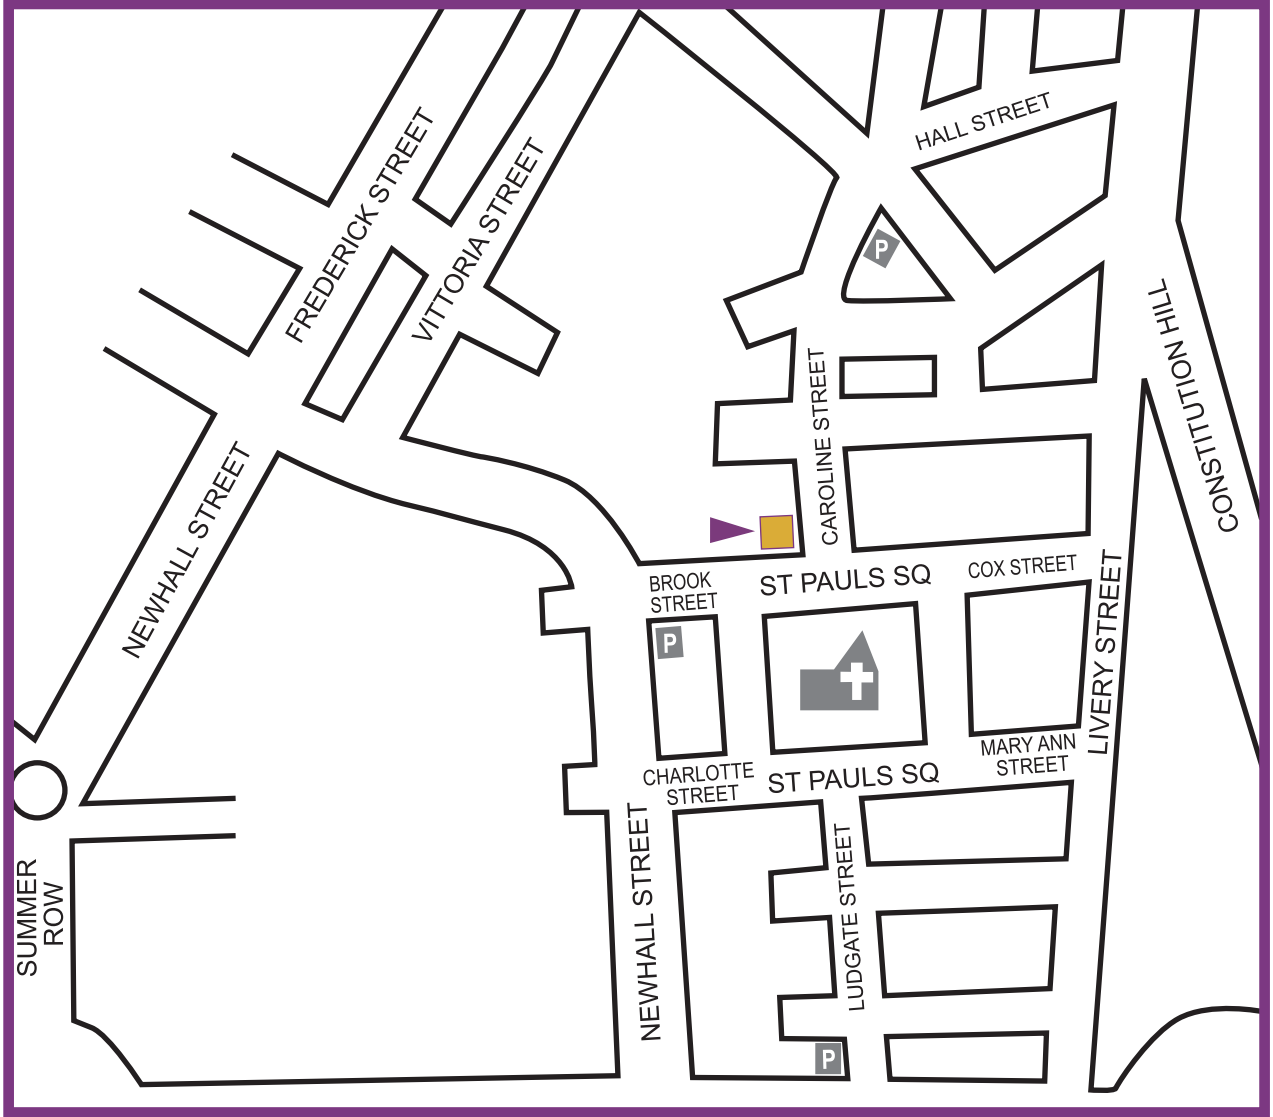 HALL STREET
FREDERICK STREET
VITTORIA STREET
P
CONSTITUTION HILL
CAROLINE STREET
NEWHALL STREET
BROOK
STREET
ST PAULS SQ
COX STREET
P
LIVERY STREET
MARY ANN
STREET
CHARLOTTE
STREET
ST PAULS SQ
NEWHALL STREET
LUDGATE STREET
SUMMER
ROW
P